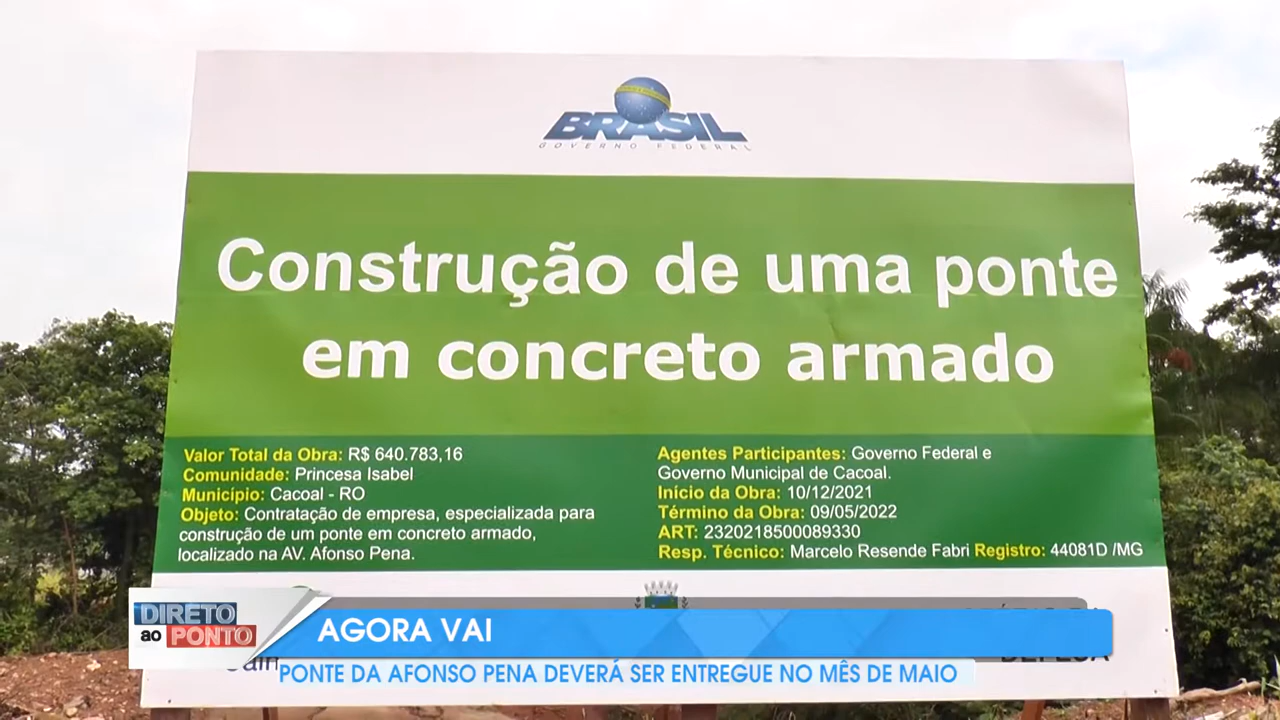 BRASIL
GOVERNO FEDERAL
Construção de uma ponte
em concreto armado
Valor Total da Obra: R$ 640.783,16
Comunidade: Princesa Isabel
Município: Cacoal - RO
Objeto: Contratação de empresa, especializada para
construção de um ponte em concreto armado,
localizado na AV. Afonso Pena.
Agentes Participantes: Governo Federal e
Governo Municipal de Cacoal.
Início da Obra: 10/12/2021
Término da Obra: 09/05/2022
ART: 2320218500089330
Resp. Técnico: Marcelo Resende Fabri Registro: 44081D /MG
DIRETO
ao PONTO
AGORA VAI
PONTE DA AFONSO PENA DEVERÁ SER ENTREGUE NO MÊS DE MAIO